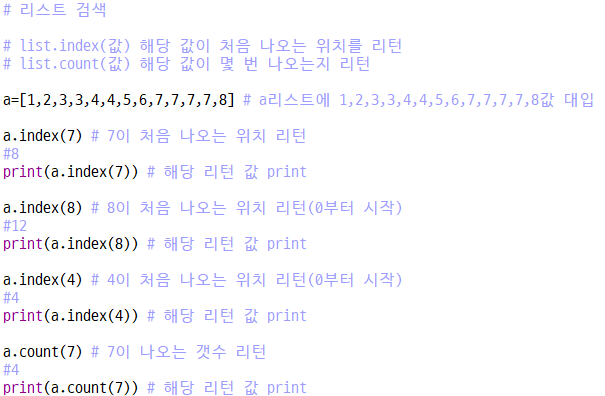 # 리스트 검색
# list.index(값) 해당 값이 처음 나오는 위치를 리턴
# list.count(값) 해당 값이 몇 번 나오는지 리턴
a=[1,2,3,3,4,4,5,6,7,7,7,7,8] # a리스트에 1,2,3,3,4,4,5,6,7,7,7,7,8값 대입
a.index(7) # 7이 처음 나오는 위치 리턴
#8
print(a.index(7)) # 해당 리턴 값 print
a.index(8) # 8이 처음 나오는 위치 리턴(0부터 시작)
#12
print(a.index(8)) # 해당 리턴 값 print
a.index(4) # 4이 처음 나오는 위치 리턴(0부터 시작)
#4
print(a.index(4)) # 해당 리턴 값 print
a.count(7) # 7이 나오는 갯수 리턴
#4
print(a.count(7)) # 해당 리턴 값 print